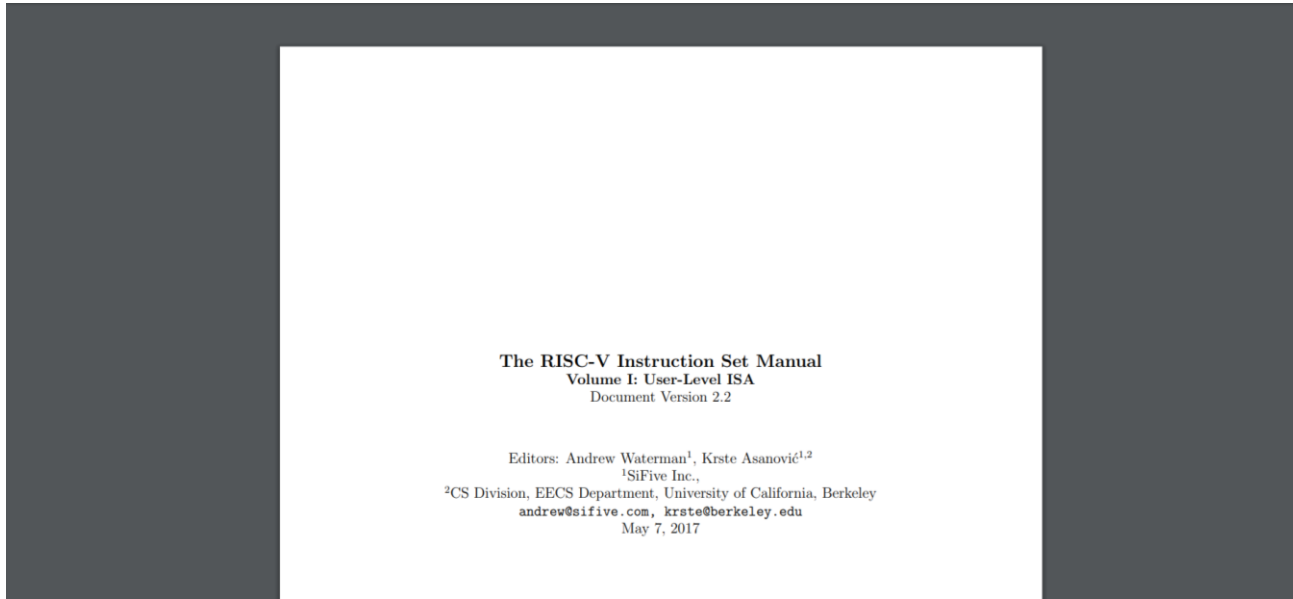 The RISC-V Instruction Set Manual
Volume I: User-Level ISA
Document Version 2.2
Editors: Andrew Waterman¹, Krste Asanović¹,²
¹SiFive Inc.,
²CS Division, EECS Department, University of California, Berkeley
andrew@sifive.com, krste@berkeley.edu
May 7, 2017